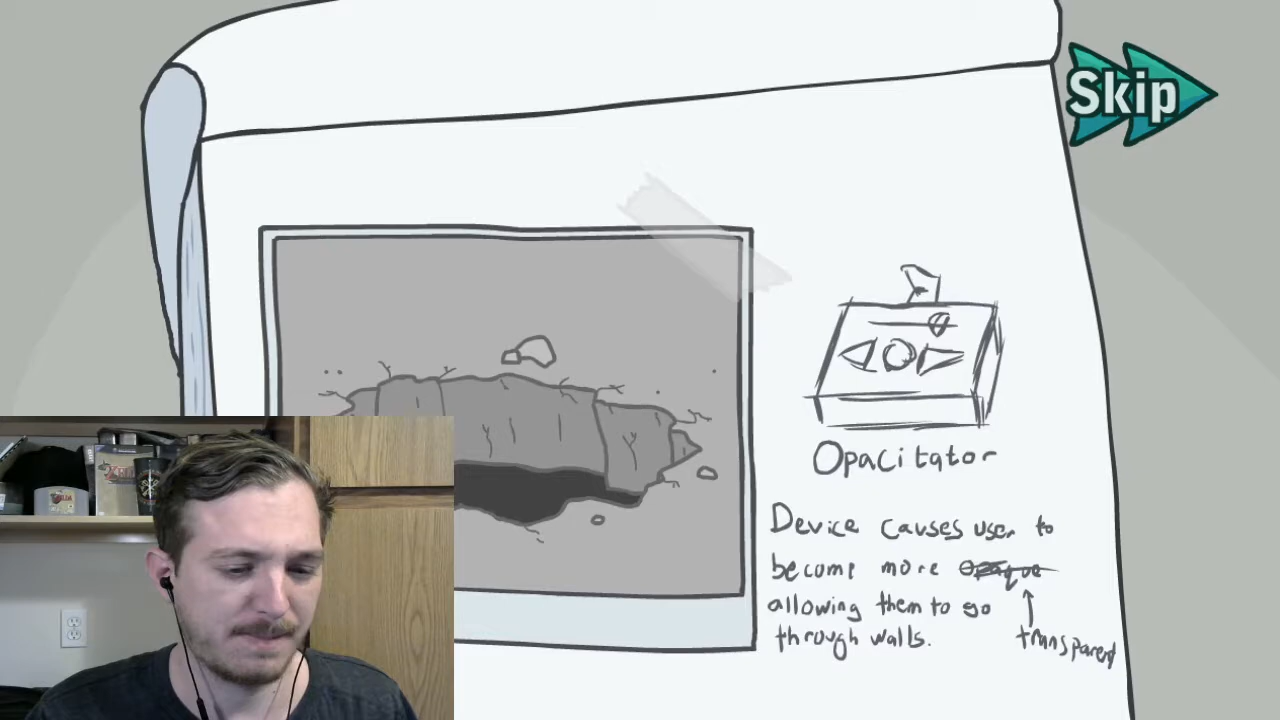 Skip
Opacitator
Device causes user to
become more opaque
allowing them to go
through walls.
transparent